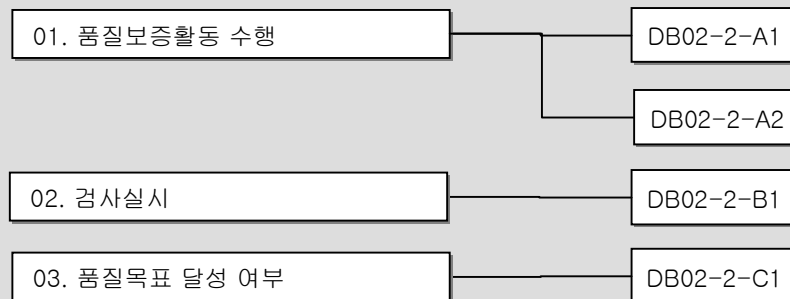 01. 품질보증활동 수행
DB02-2-A1
DB02-2-A2
02. 검사실시
DB02-2-B1
03. 품질목표 달성 여부
DB02-2-C1